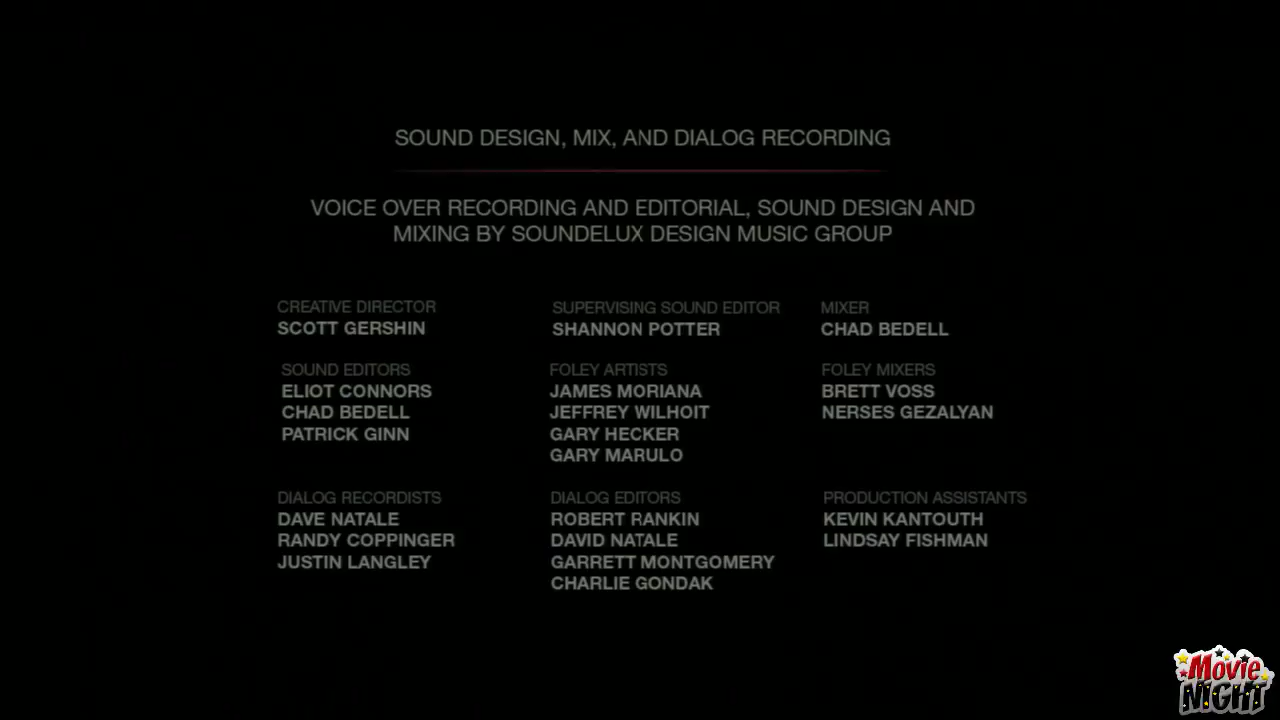 SOUND DESIGN, MIX, AND DIALOG RECORDING
VOICE OVER RECORDING AND EDITORIAL, SOUND DESIGN AND
MIXING BY SOUNDELUX DESIGN MUSIC GROUP
CREATIVE DIRECTOR
SCOTT GERSHIN
SUPERVISING SOUND EDITOR
SHANNON POTTER
MIXER
CHAD BEDELL
SOUND EDITORS
ELIOT CONNORS
CHAD BEDELL
PATRICK GINN
FOLEY ARTISTS
JAMES MORIANA
JEFFREY WILHOIT
GARY HECKER
GARY MARULO
FOLEY MIXERS
BRETT VOSS
NERSES GEZALYAN
DIALOG RECORDISTS
DAVE NATALE
RANDY COPPINGER
JUSTIN LANGLEY
DIALOG EDITORS
ROBERT RANKIN
DAVID NATALE
GARRETT MONTGOMERY
CHARLIE GONDAK
PRODUCTION ASSISTANTS
KEVIN KANTOUTH
LINDSAY FISHMAN
Movie
NIGHT